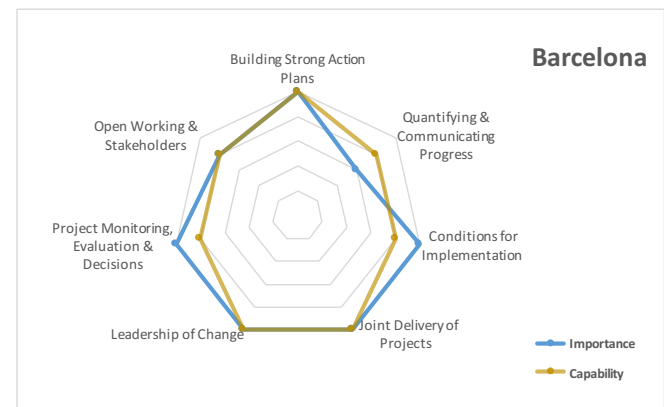 Barcelona
Building Strong Action
Plans
Quantifying &
Communicating
Progress
Conditions for
Implementation
Joint Delivery of
Projects
Leadership of Change
Project Monitoring,
Evaluation &
Decisions
Open Working &
Stakeholders
Importance
Capability